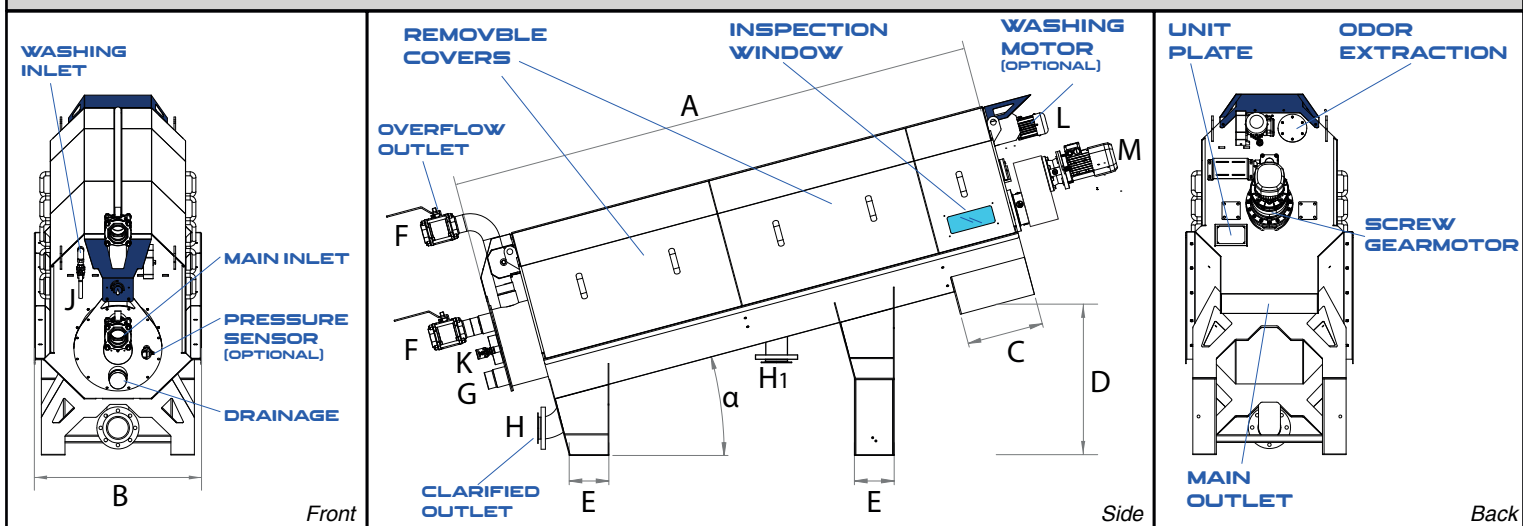 WASHING
INLET
MAIN INLET
J
PRESSURE
SENSOR
(OPTIONAL)
DRAINAGE
B
Front
REMOVBLE
COVERS
INSPECTION
WINDOW
WASHING
MOTOR
(OPTIONAL)
A
L
M
OVERFLOW
OUTLET
F
F
K
G
H
H1
α
C
D
E
E
CLARIFIED
OUTLET
Side
UNIT
PLATE
ODOR
EXTRACTION
SCREW
GEARMOTOR
MAIN
OUTLET
Back